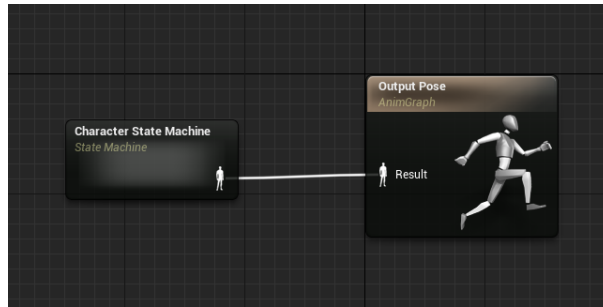 Character State Machine
State Machine
Output Pose
AnimGraph
Result